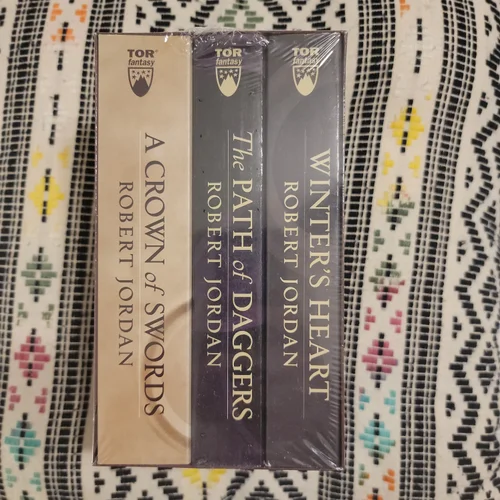 TOR
fantasy
A CROWN of SWORDS
ROBERT JORDAN
TOR
fantasy
The PATH of DAGGERS
ROBERT JORDAN
TOR
fantasy
WINTER'S HEART
ROBERT JORDAN